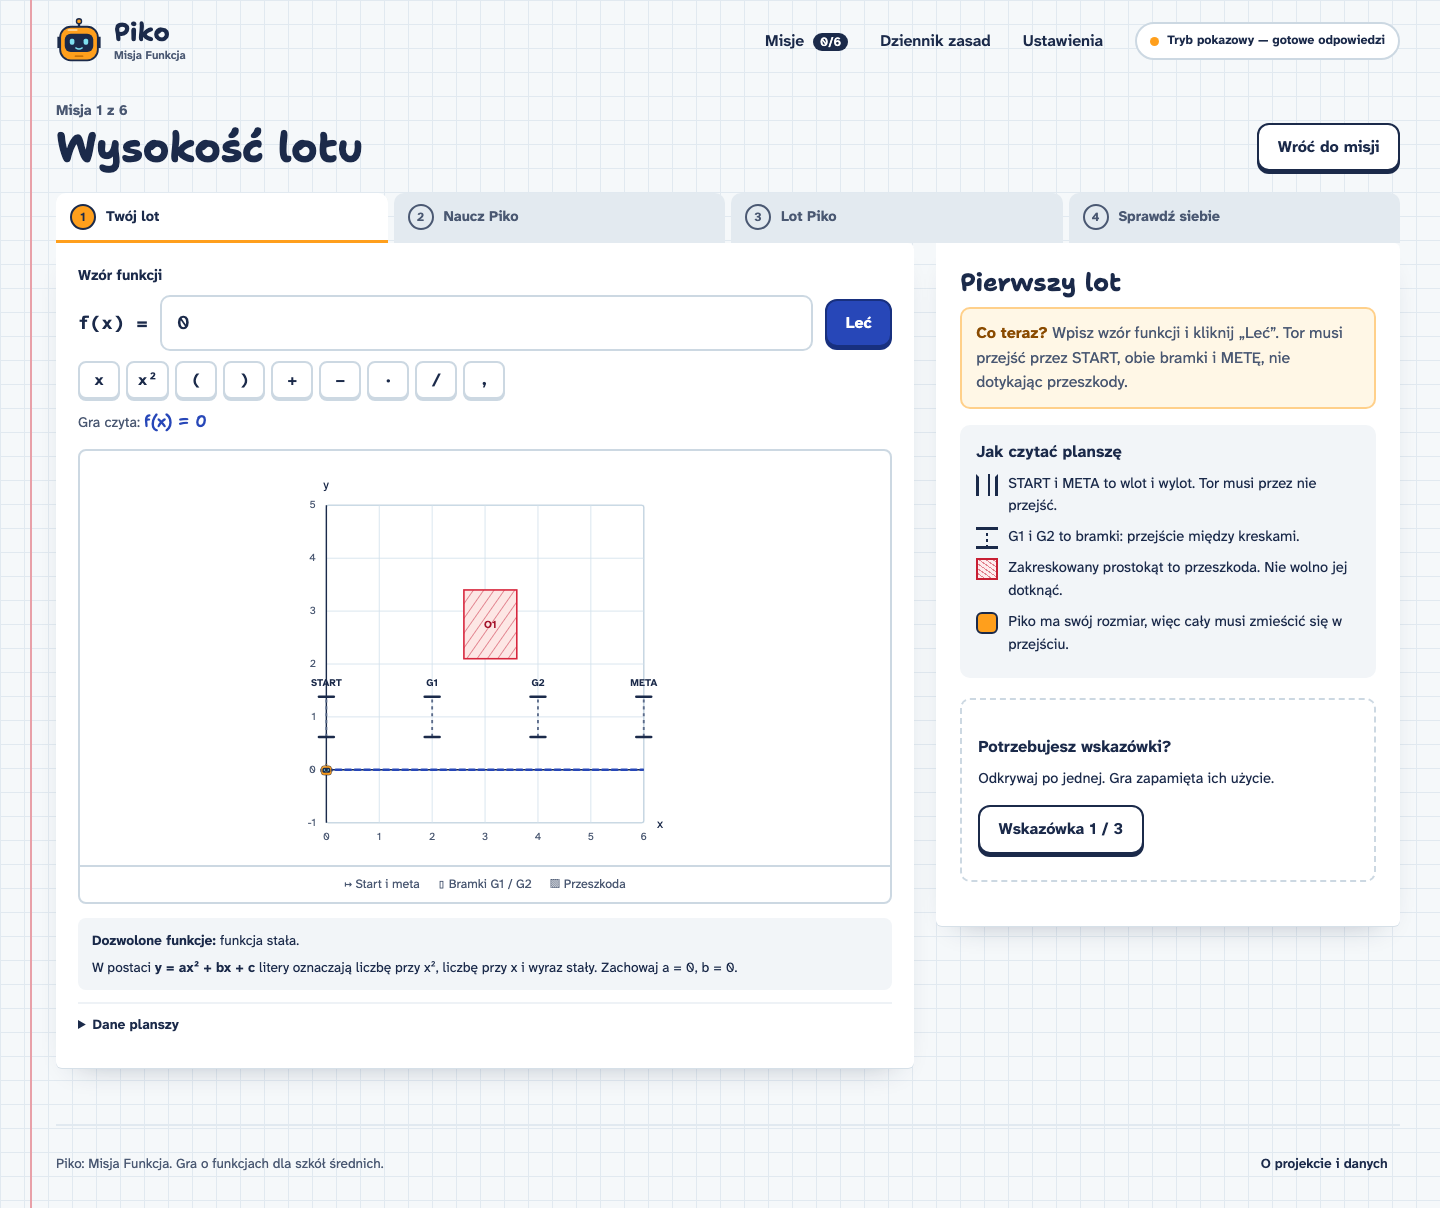 Piko
Misja Funkcja
Misje 0/6
Dziennik zasad
Ustawienia
Tryb pokazowy — gotowe odpowiedzi
Misja 1 z 6
Wysokość lotu
Wróć do misji
1 Twój lot
2 Naucz Piko
3 Lot Piko
4 Sprawdź siebie
Wzór funkcji
f(x) = 0
Leć
x x² ( ) + − · / ,
Gra czyta: f(x) = 0
y
5
4
3
O1
2
START G1 G2 META
1
0
-1
x
0 1 2 3 4 5 6
↦ Start i meta ▯ Bramki G1 / G2 ▨ Przeszkoda
Dozwolone funkcje: funkcja stała.
W postaci y = ax² + bx + c litery oznaczają liczbę przy x², liczbę przy x i wyraz stały. Zachowaj a = 0, b = 0.
▶ Dane planszy
Pierwszy lot
Co teraz? Wpisz wzór funkcji i kliknij „Leć”. Tor musi
przejść przez START, obie bramki i METĘ, nie
dotykając przeszkody.
Jak czytać planszę
START i META to wlot i wylot. Tor musi przez nie
przejść.
G1 i G2 to bramki: przejście między kreskami.
Zakreskowany prostokąt to przeszkoda. Nie wolno jej
dotknąć.
Piko ma swój rozmiar, więc cały musi zmieścić się w
przejściu.
Potrzebujesz wskazówki?
Odkrywaj po jednej. Gra zapamięta ich użycie.
Wskazówka 1 / 3
Piko: Misja Funkcja. Gra o funkcjach dla szkół średnich.
O projekcie i danych